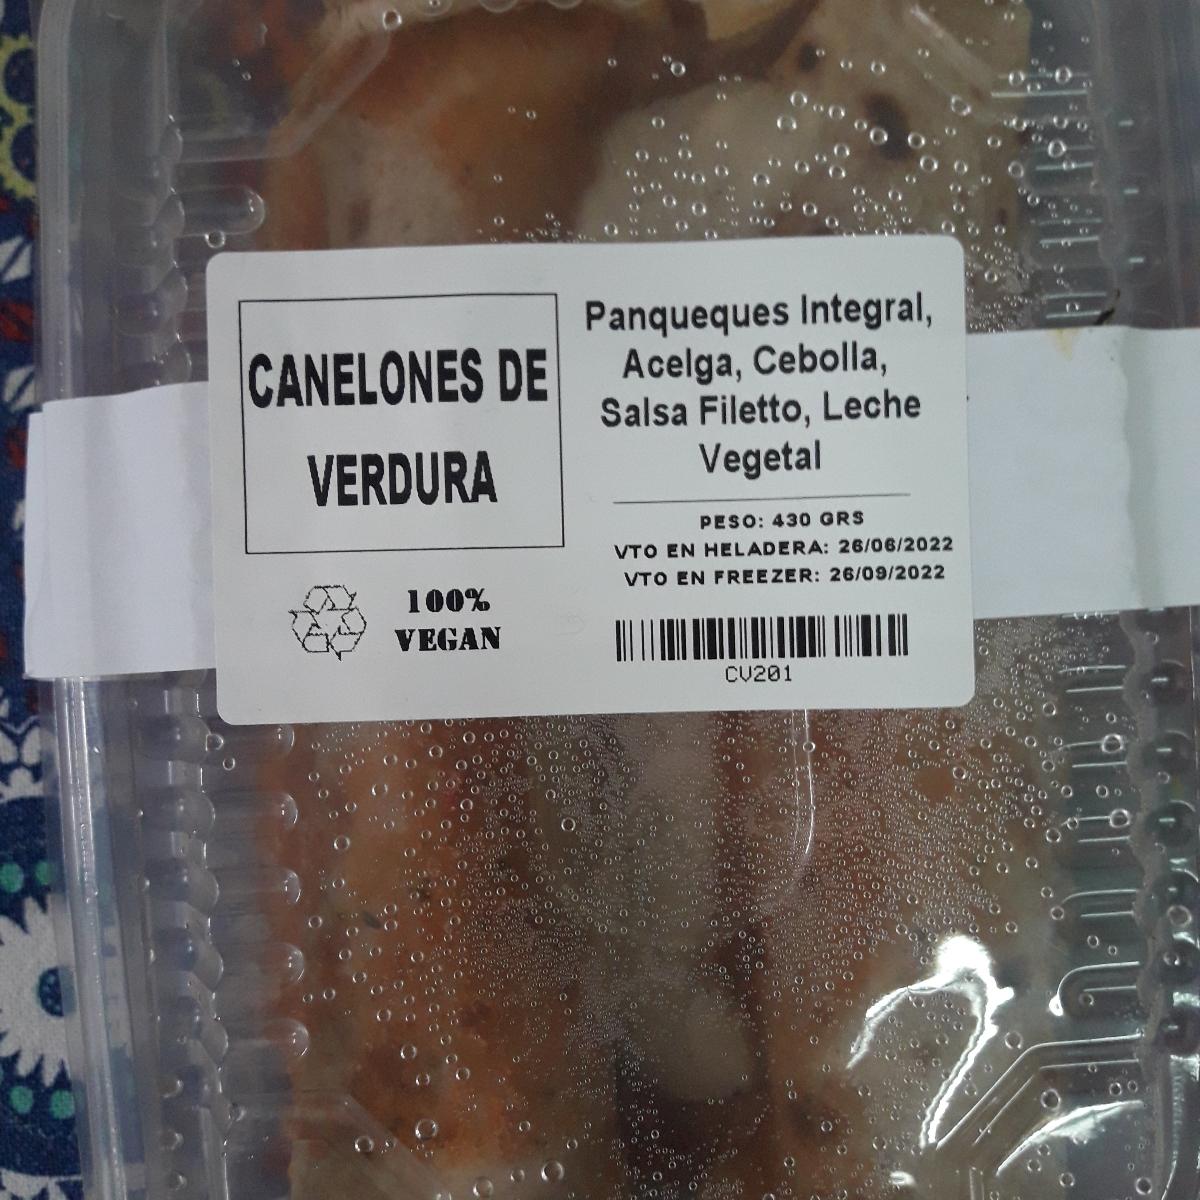 CANELONES DE
VERDURA
100%
VEGAN
Panqueques Integral,
Acelga, Cebolla,
Salsa Filetto, Leche
Vegetal
PESO: 430 GRS
VTO EN HELADERA: 26/06/2022
VTO EN FREEZER: 26/09/2022
CV201